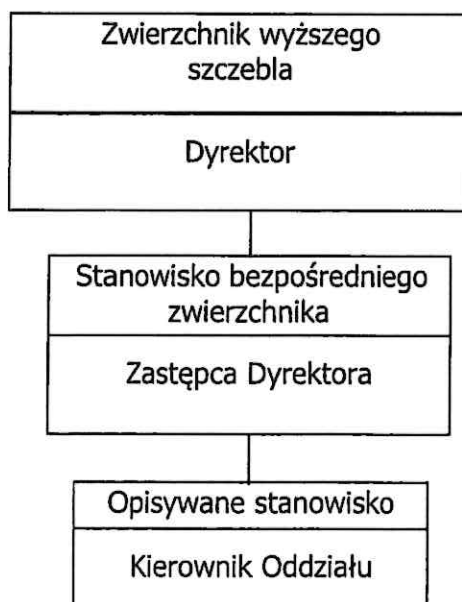 Zwierzchnik wyższego
szczebla
Dyrektor
Stanowisko bezpośredniego
zwierzchnika
Zastępca Dyrektora
Opisywane stanowisko
Kierownik Oddziału